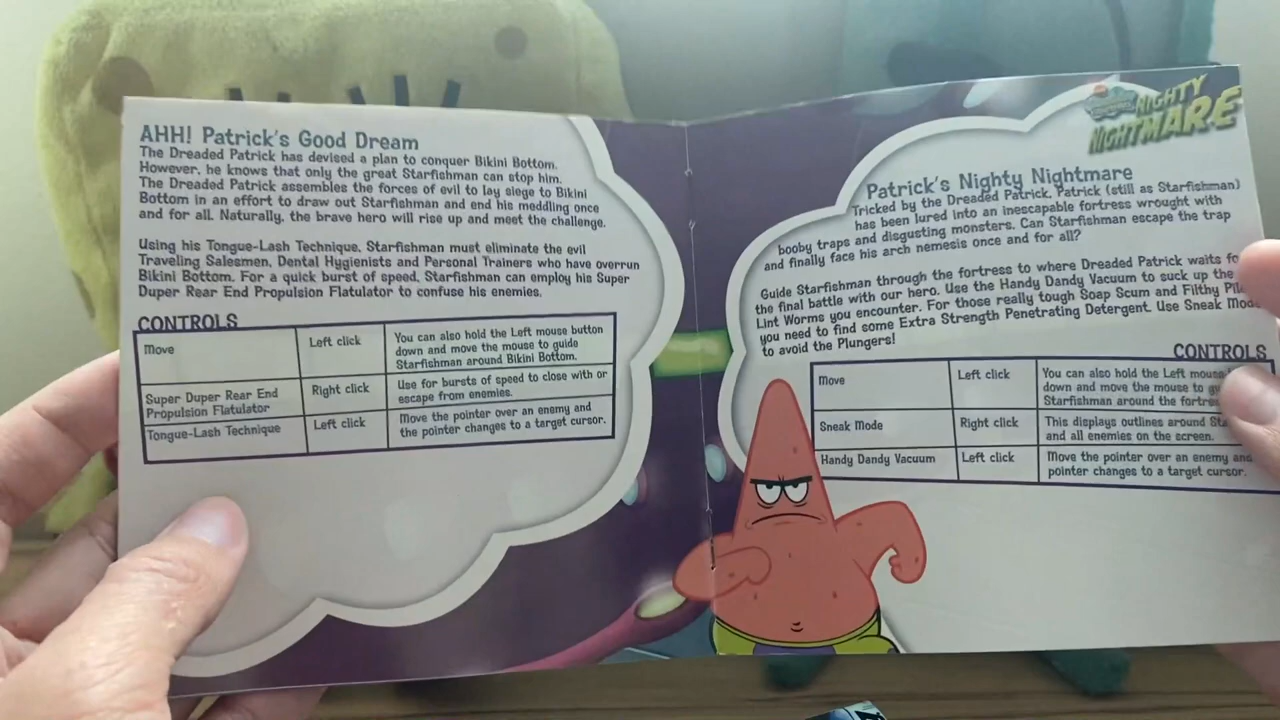 AHH! Patrick's Good Dream
The Dreaded Patrick has devised a plan to conquer Bikini Bottom.
However, he knows that only the great Starfishman can stop him.
The Dreaded Patrick assembles the forces of evil to lay siege to Bikini
Bottom in an effort to draw out Starfishman and end his meddling once
and for all. Naturally, the brave hero will rise up and meet the challenge.
Using his Tongue-Lash Technique, Starfishman must eliminate the evil
Traveling Salesmen, Dental Hygienists and Personal Trainers who have overrun
Bikini Bottom. For a quick burst of speed, Starfishman can employ his Super
Duper Rear End Propulsion Flatulator to confuse his enemies.
CONTROLS
Move
Left click
You can also hold the Left mouse button
down and move the mouse to guide
Starfishman around Bikini Bottom.
Super Duper Rear End
Propulsion Flatulator
Right click
Use for bursts of speed to close with or
escape from enemies.
Tongue-Lash Technique
Left click
Move the pointer over an enemy and
the pointer changes to a target cursor.
NIGHTY
NIGHTMARE
Patrick's Nighty Nightmare
Tricked by the Dreaded Patrick, Patrick (still as Starfishman)
has been lured into an inescapable fortress wrought with
booby traps and disgusting monsters. Can Starfishman escape the trap
and finally face his arch nemesis once and for all?
Guide Starfishman through the fortress to where Dreaded Patrick waits
the final battle with our hero. Use the Handy Dandy Vacuum to suck up the
Lint Worms you encounter. For those really tough Soap Scum and Filthy
you need to find some Extra Strength Penetrating Detergent. Use Sneak Mode
to avoid the Plungers!
CONTROLS
Move
Left click
You can also hold the Left mouse
down and move the mouse to
Starfishman around the
Sneak Mode
Right click
This displays outlines around
and all enemies on the screen.
Handy Dandy Vacuum
Left click
Move the pointer over an enemy and
pointer changes to a target cursor.